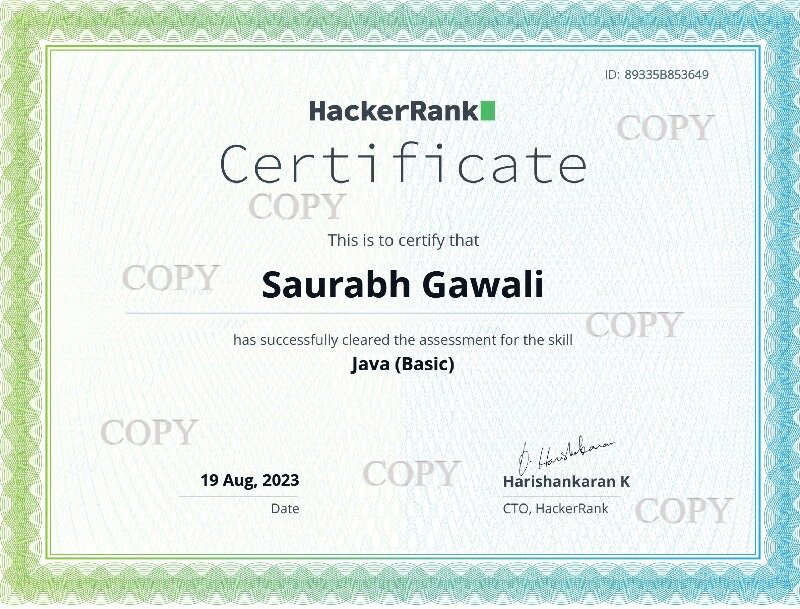 ID: 89335B853649
HackerRank
COPY
Certificate
COPY
This is to certify that
COPY
Saurabh Gawali
COPY
has successfully cleared the assessment for the skill
Java (Basic)
COPY
19 Aug, 2023
Date
COPY
Harishankaran
Harishankaran K
CTO, HackerRank
COPY